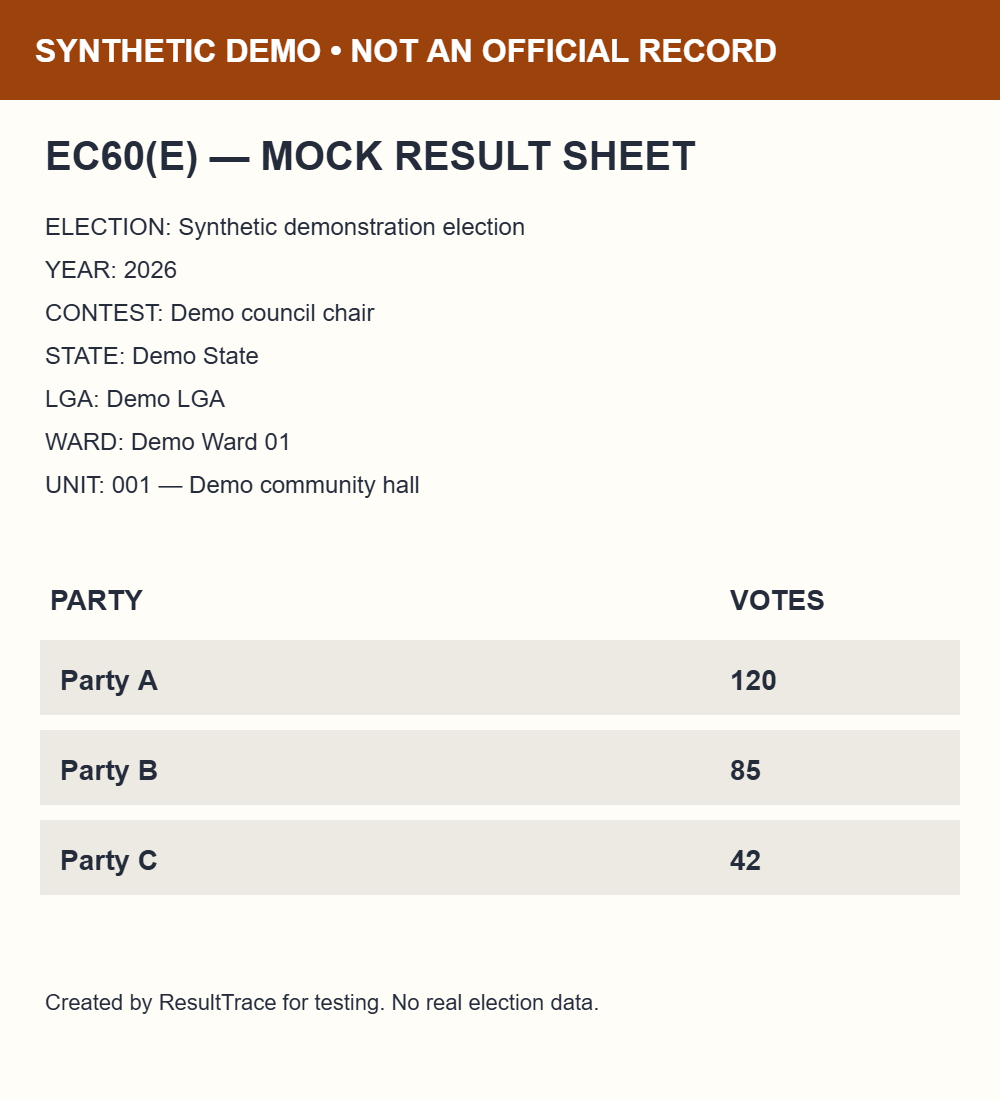 SYNTHETIC DEMO • NOT AN OFFICIAL RECORD
EC60(E) — MOCK RESULT SHEET
ELECTION: Synthetic demonstration election
YEAR: 2026
CONTEST: Demo council chair
STATE: Demo State
LGA: Demo LGA
WARD: Demo Ward 01
UNIT: 001 — Demo community hall
PARTY VOTES
Party A 120
Party B 85
Party C 42
Created by ResultTrace for testing. No real election data.